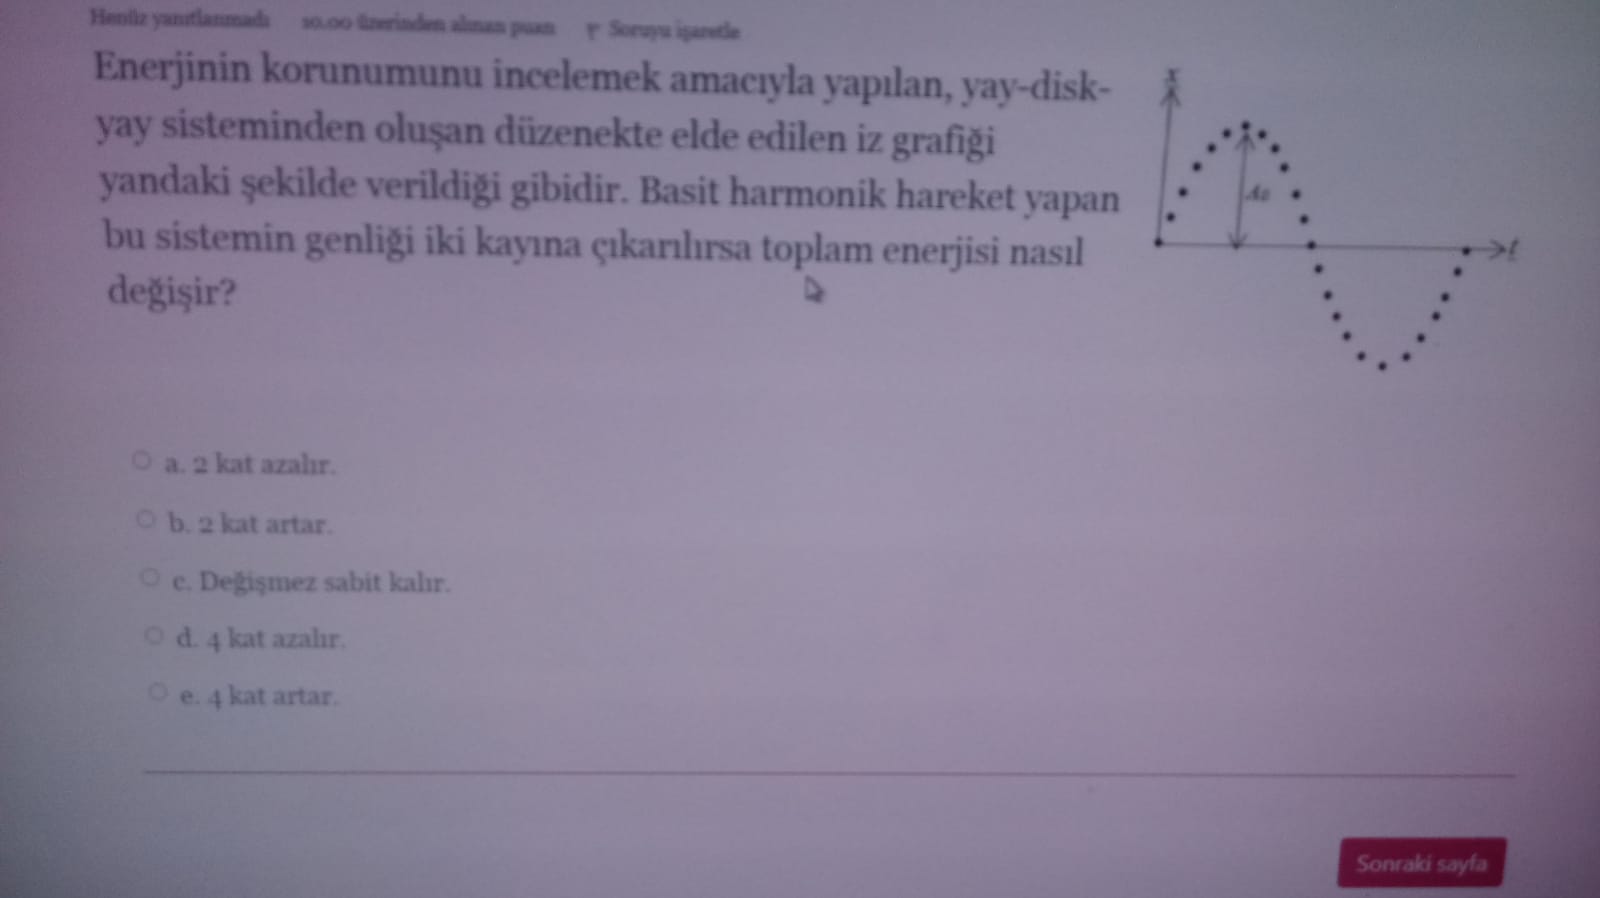 Henüz yanıtlanmadı 10.00 üzerinden alınan puan Soruyu işaretle
Enerjinin korunumunu incelemek amacıyla yapılan, yay-disk-
yay sisteminden oluşan düzenekte elde edilen iz grafiği
yandaki şekilde verildiği gibidir. Basit harmonik hareket yapan
bu sistemin genliği iki kayına çıkarılırsa toplam enerjisi nasıl
değişir?
x
A₀
t
a. 2 kat azalır.
b. 2 kat artar.
c. Değişmez sabit kalır.
d. 4 kat azalır.
e. 4 kat artar.
Sonraki sayfa